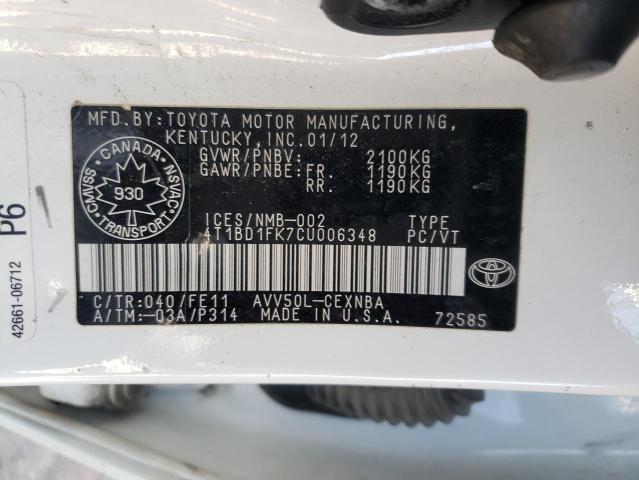 MFD.BY:TOYOTA MOTOR MANUFACTURING,
KENTUCKY,INC.01/12
GVWR/PNBV: 2100KG
GAWR/PNBE: FR. 1190KG
RR. 1190KG
CANADA
CMVSS NSVAC
930
TRANSPORT
ICES/NMB-002 TYPE
4T1BD1FK7CU006348 PC/VT
C/TR:040/FE11 AVV50L-CEXNBA
A/TM:-03A/P314 MADE IN U.S.A. 72585
TOYOTA
42661-06712 P6